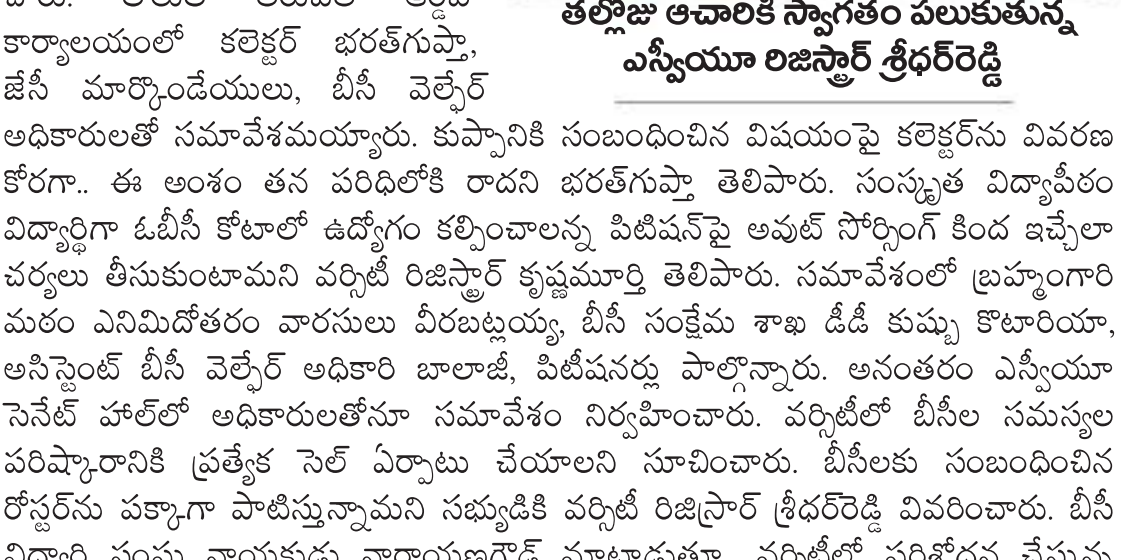 కార్యాలయంలో కలెక్టర్ భరత్‌గుప్తా,
జేసీ మార్కొండేయులు, బీసీ వెల్ఫేర్
తల్లోజు ఆచారికి స్వాగతం పలుకుతున్న
ఎస్వీయూ రిజిస్ట్రార్ శ్రీధర్‌రెడ్డి
అధికారులతో సమావేశమయ్యారు. కుప్పానికి సంబంధించిన విషయంపై కలెక్టర్‌ను వివరణ
కోరగా.. ఈ అంశం తన పరిధిలోకి రాదని భరత్‌గుప్తా తెలిపారు. సంస్కృత విద్యాపీఠం
విద్యార్థిగా ఓబీసీ కోటాలో ఉద్యోగం కల్పించాలన్న పిటిషన్‌పై అవుట్ సోర్సింగ్ కింద ఇచ్చేలా
చర్యలు తీసుకుంటామని వర్సిటీ రిజిస్ట్రార్ కృష్ణమూర్తి తెలిపారు. సమావేశంలో బ్రహ్మంగారి
మఠం ఎనిమిదోతరం వారసులు వీరబట్లయ్య, బీసీ సంక్షేమ శాఖ డీడీ కుష్బు కొటారియా,
అసిస్టెంట్ బీసీ వెల్ఫేర్ అధికారి బాలాజీ, పిటీషనర్లు పాల్గొన్నారు. అనంతరం ఎస్వీయూ
సెనేట్ హాల్‌లో అధికారులతోనూ సమావేశం నిర్వహించారు. వర్సిటీలో బీసీల సమస్యల
పరిష్కారానికి ప్రత్యేక సెల్ ఏర్పాటు చేయాలని సూచించారు. బీసీలకు సంబంధించిన
రోస్టర్‌ను పక్కాగా పాటిస్తున్నామని సభ్యుడికి వర్సిటీ రిజిస్రార్ శ్రీధర్‌రెడ్డి వివరించారు. బీసీ